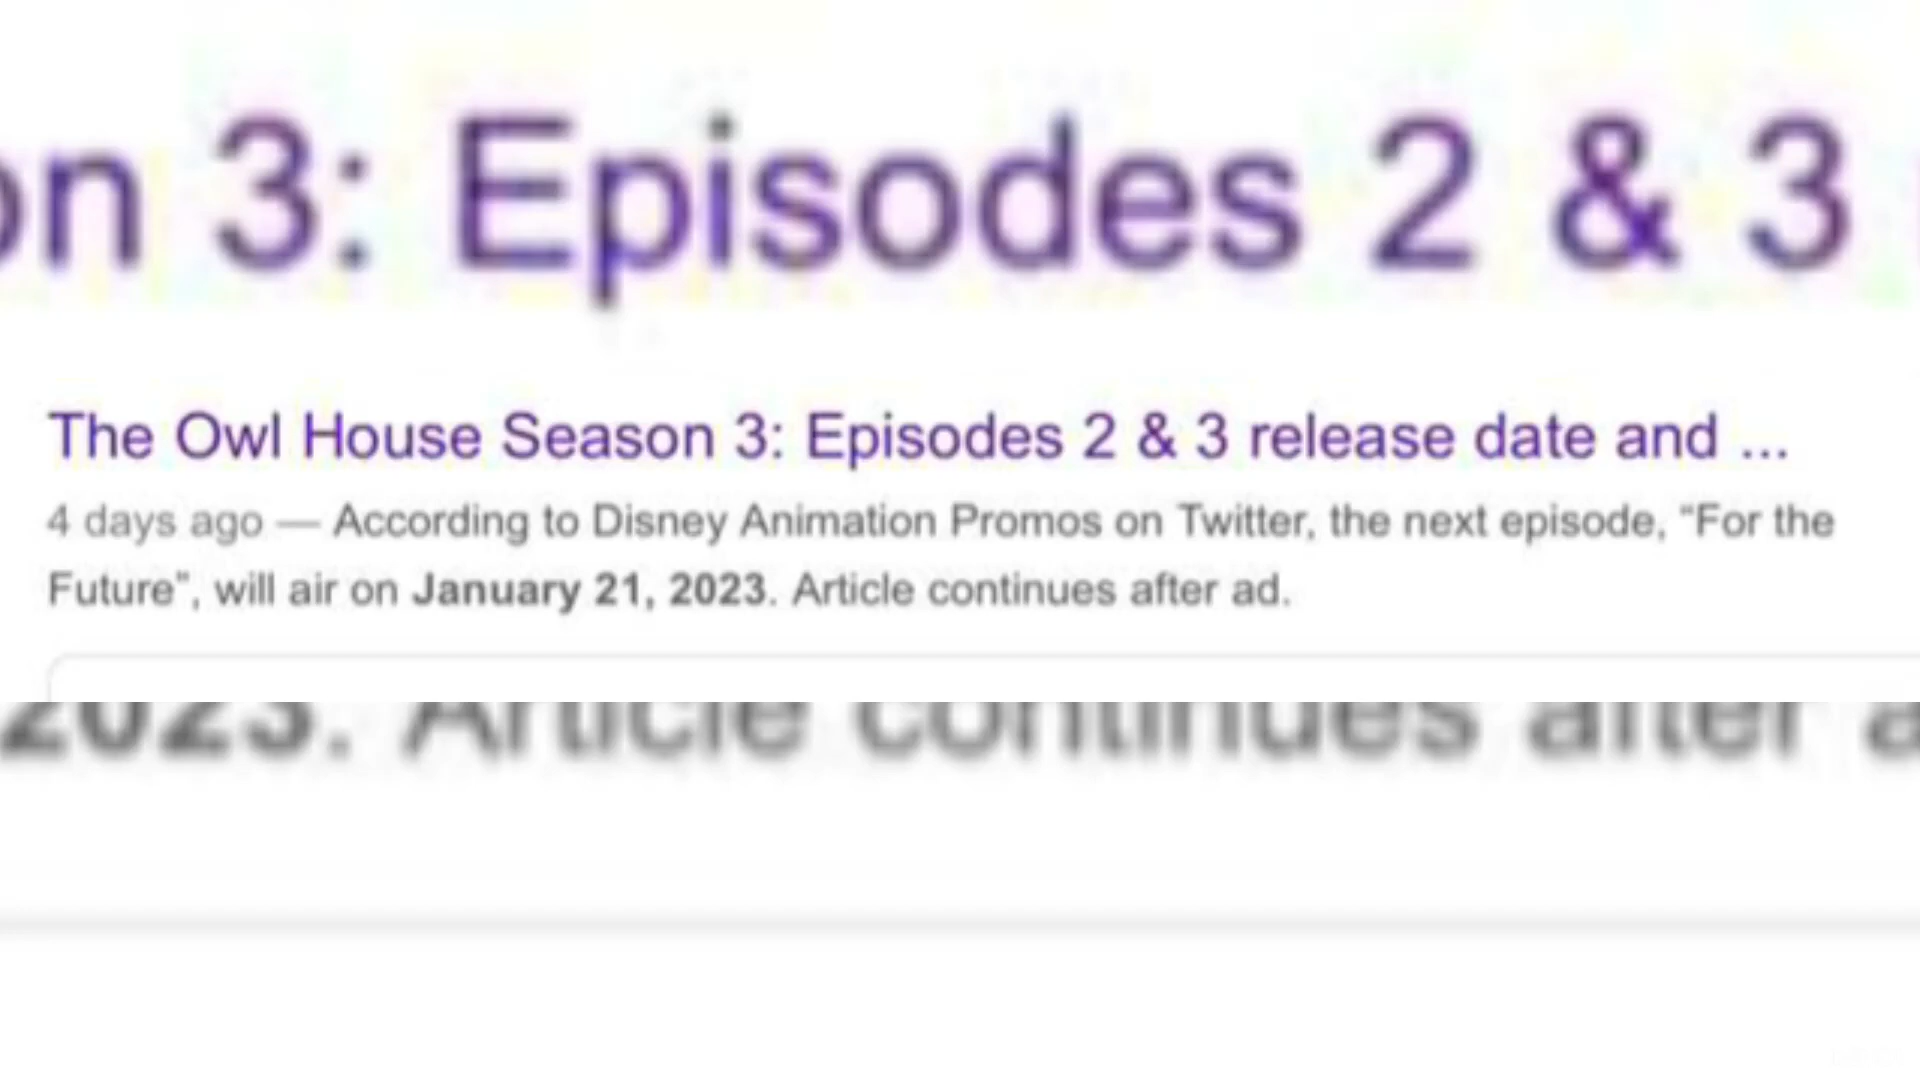 on 3: Episodes 2 & 3
The Owl House Season 3: Episodes 2 & 3 release date and ...
4 days ago — According to Disney Animation Promos on Twitter, the next episode, “For the
Future”, will air on January 21, 2023. Article continues after ad.
2023. Article continues after a